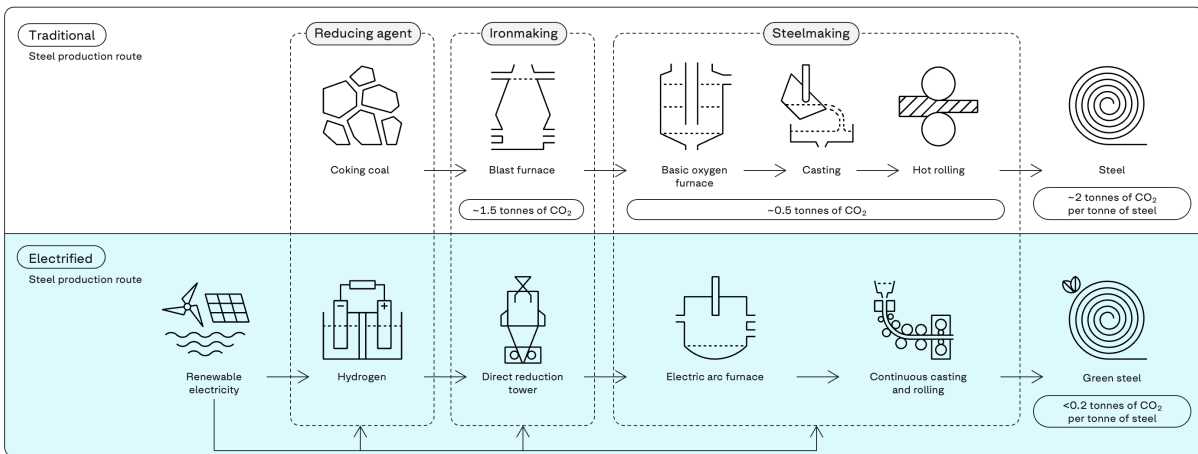 Traditional
Steel production route
Reducing agent
Ironmaking
Steelmaking
Coking coal
Blast furnace
Basic oxygen
furnace
Casting
Hot rolling
Steel
~1.5 tonnes of CO₂
~0.5 tonnes of CO₂
~2 tonnes of CO₂
per tonne of steel
Electrified
Steel production route
Renewable
electricity
Hydrogen
Direct reduction
tower
Electric arc furnace
Continuous casting
and rolling
Green steel
<0.2 tonnes of CO₂
per tonne of steel